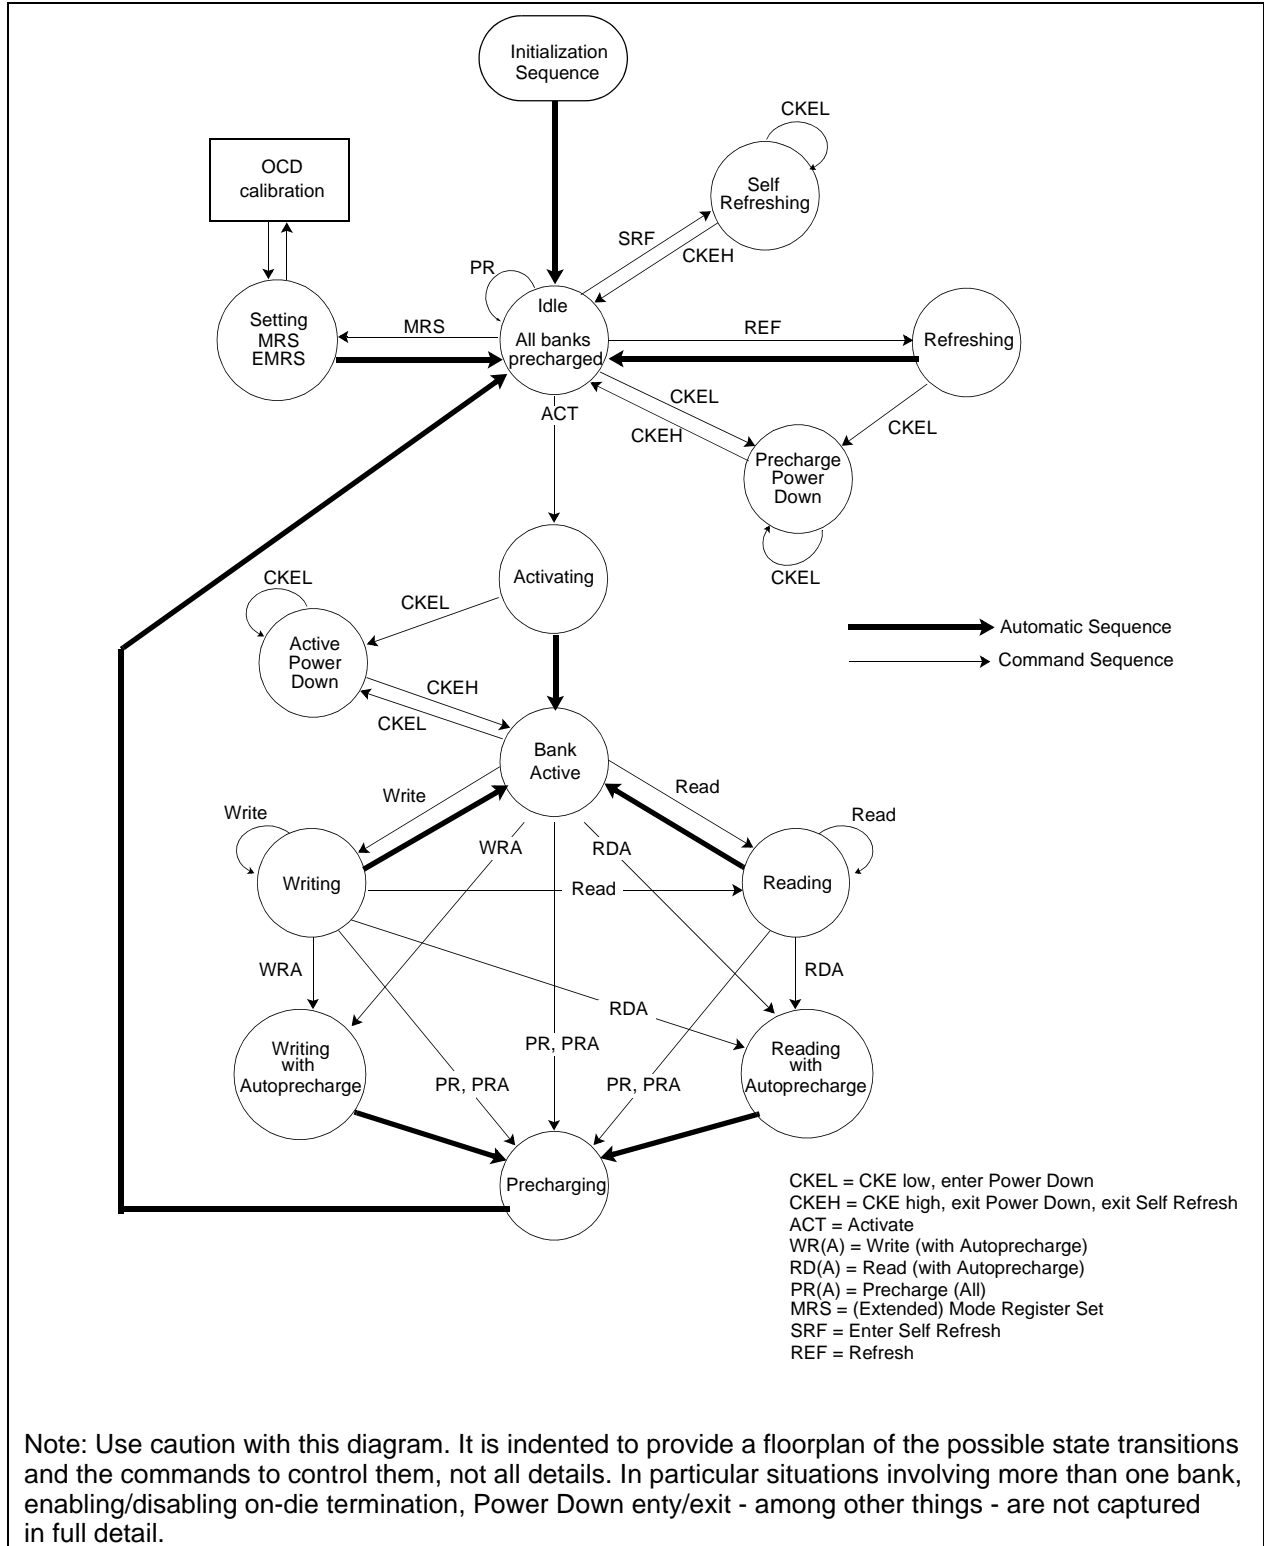 Initialization
Sequence
CKEL
OCD
calibration
Self
Refreshing
SRF
CKEH
PR
Idle
All banks
precharged
Setting
MRS
EMRS
MRS
REF
Refreshing
CKEL
CKEH
CKEL
ACT
Precharge
Power
Down
CKEL
Activating
CKEL
CKEL
Active
Power
Down
Automatic Sequence
Command Sequence
CKEH
CKEL
Bank
Active
Write
Read
Write
Read
WRA
RDA
Writing
Read
Reading
WRA
RDA
RDA
PR, PRA
Writing
with
Autoprecharge
Reading
with
Autoprecharge
PR, PRA
PR, PRA
Precharging
CKEL = CKE low, enter Power Down
CKEH = CKE high, exit Power Down, exit Self Refresh
ACT = Activate
WR(A) = Write (with Autoprecharge)
RD(A) = Read (with Autoprecharge)
PR(A) = Precharge (All)
MRS = (Extended) Mode Register Set
SRF = Enter Self Refresh
REF = Refresh
Note: Use caution with this diagram. It is indented to provide a floorplan of the possible state transitions
and the commands to control them, not all details. In particular situations involving more than one bank,
enabling/disabling on-die termination, Power Down enty/exit - among other things - are not captured
in full detail.